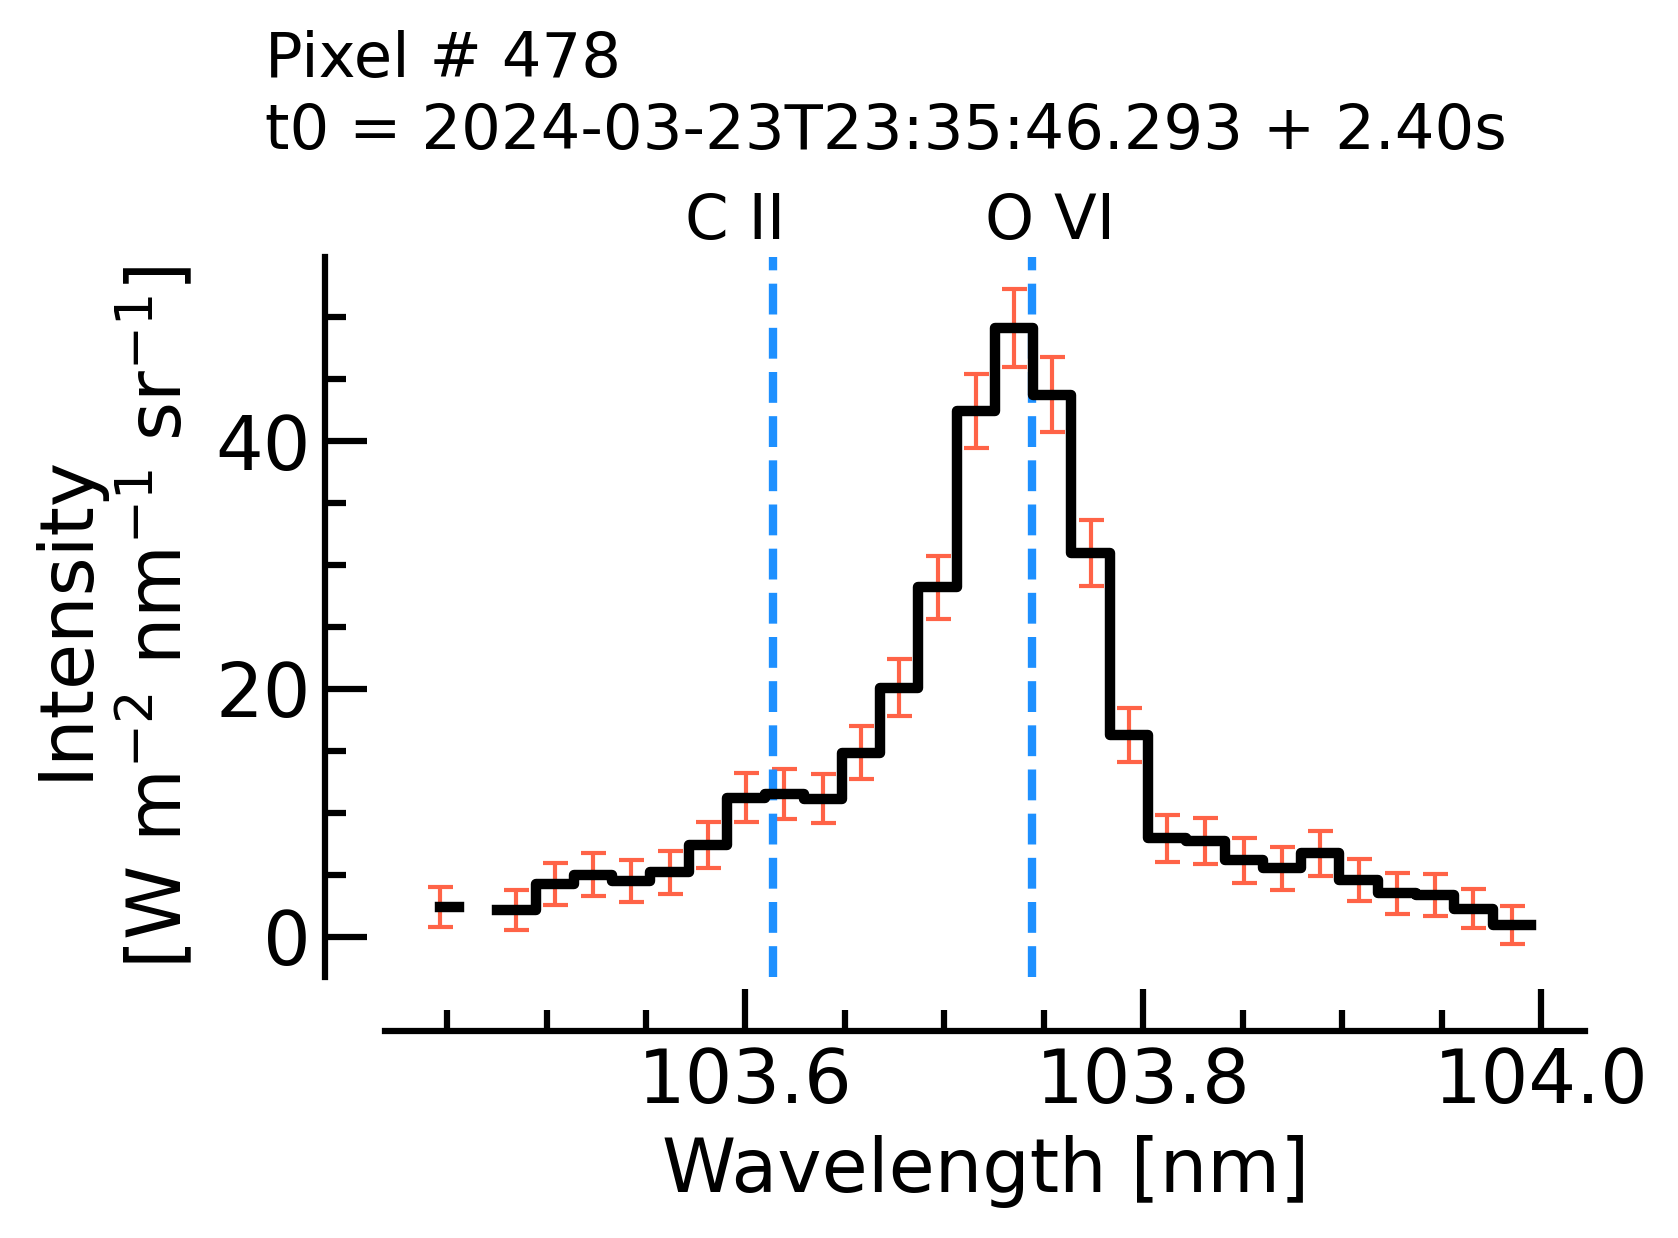 Pixel # 478
t0 = 2024-03-23T23:35:46.293 + 2.40s
C II
O VI
Intensity
[W m⁻² nm⁻¹ sr⁻¹]
40
20
0
103.6
103.8
104.0
Wavelength [nm]